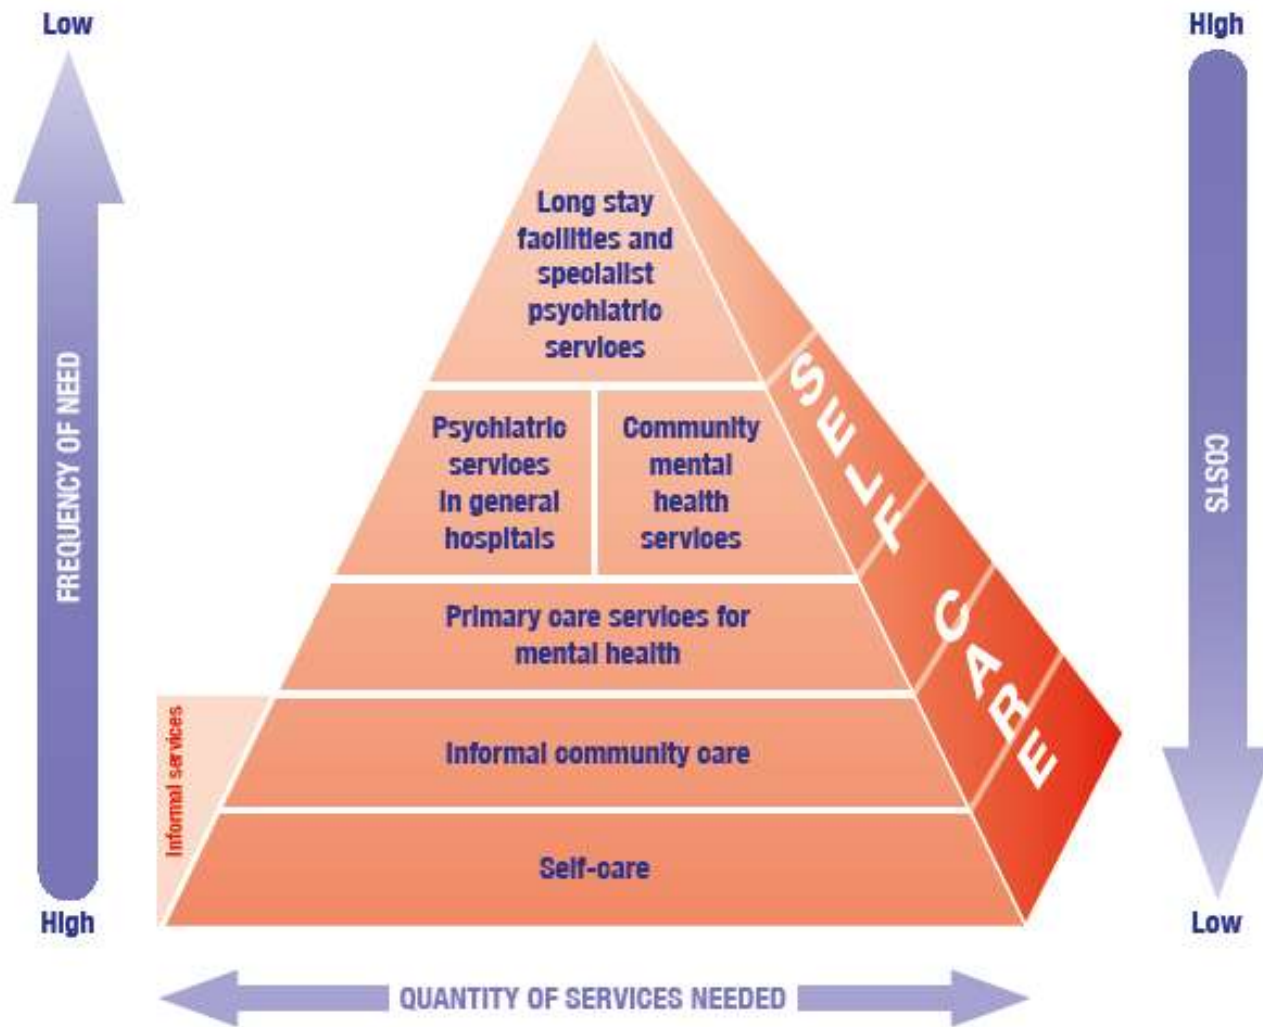 Low
High
Long stay
facilities and
specialist
psychiatric
services
FREQUENCY OF NEED
SELF CARE
COSTS
Psychiatric
services
in general
hospitals
Community
mental
health
services
Primary care services for
mental health
Informal services
Informal community care
Self-care
High
Low
QUANTITY OF SERVICES NEEDED